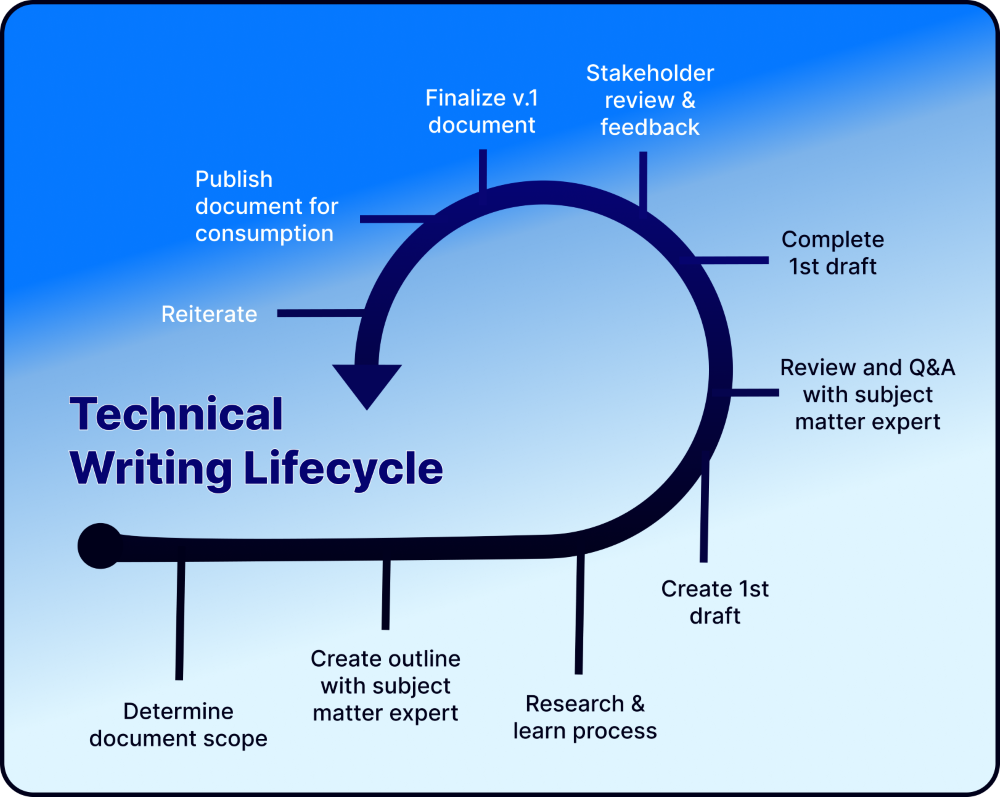 Technical
Writing Lifecycle
Determine
document scope
Create outline
with subject
matter expert
Research &
learn process
Create 1st
draft
Review and Q&A
with subject
matter expert
Complete
1st draft
Stakeholder
review &
feedback
Finalize v.1
document
Publish
document for
consumption
Reiterate